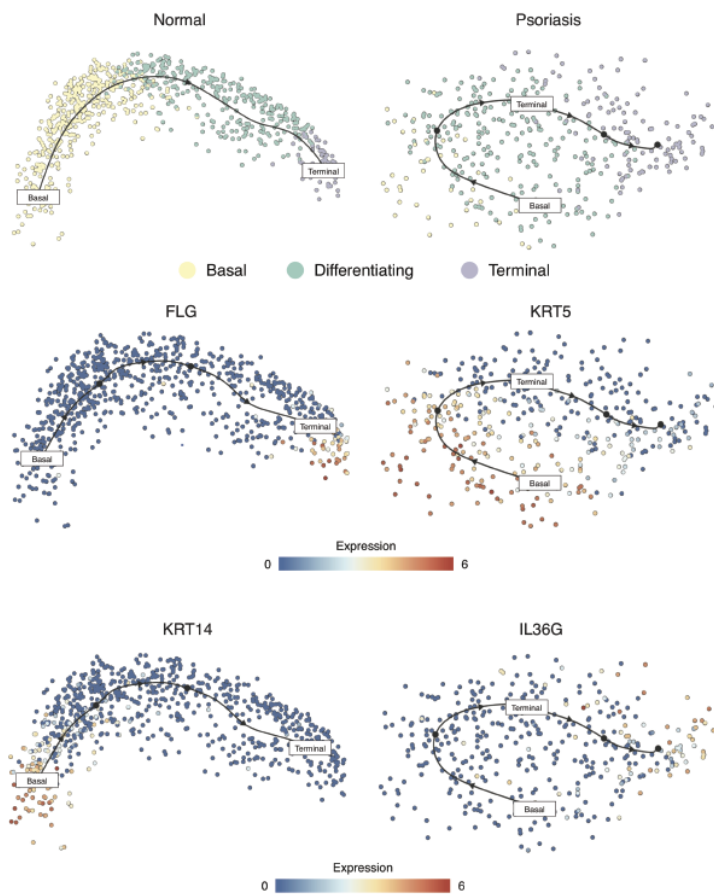 Normal
Psoriasis
Terminal
Terminal
Basal
Basal
Basal
Differentiating
Terminal
FLG
KRT5
Terminal
Terminal
Basal
Basal
Expression
0
6
KRT14
IL36G
Terminal
Terminal
Basal
Basal
Expression
0
6